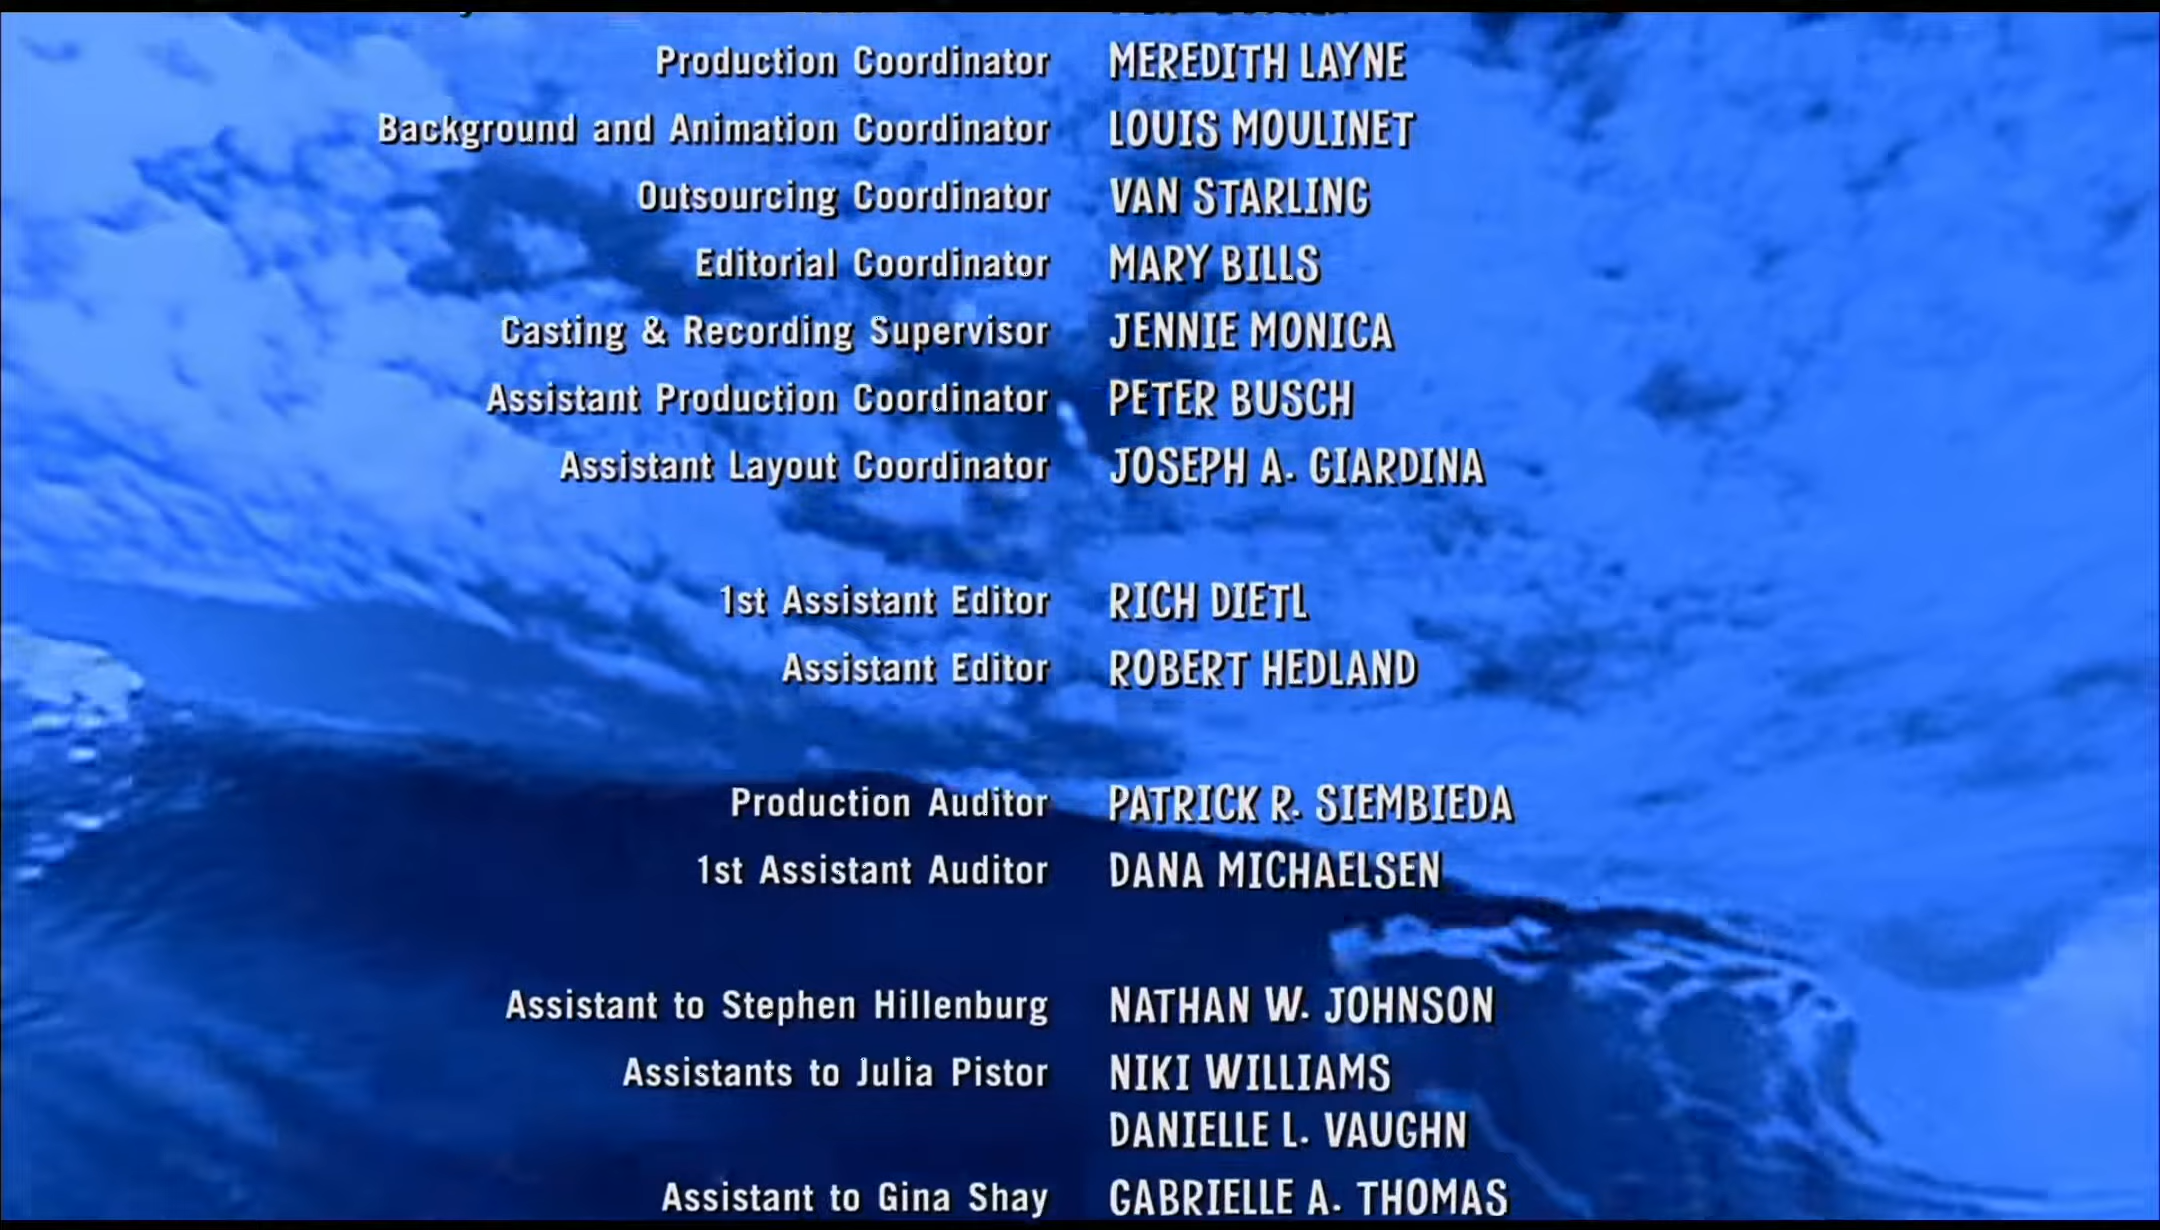 Production Coordinator MEREDITH LAYNE
Background and Animation Coordinator LOUIS MOULINET
Outsourcing Coordinator VAN STARLING
Editorial Coordinator MARY BILLS
Casting & Recording Supervisor JENNIE MONICA
Assistant Production Coordinator PETER BUSCH
Assistant Layout Coordinator JOSEPH A. GIARDINA
1st Assistant Editor RICH DIETL
Assistant Editor ROBERT HEDLAND
Production Auditor PATRICK R. SIEMBIEDA
1st Assistant Auditor DANA MICHAELSEN
Assistant to Stephen Hillenburg NATHAN W. JOHNSON
Assistants to Julia Pistor NIKI WILLIAMS
DANIELLE L. VAUGHN
Assistant to Gina Shay GABRIELLE A. THOMAS